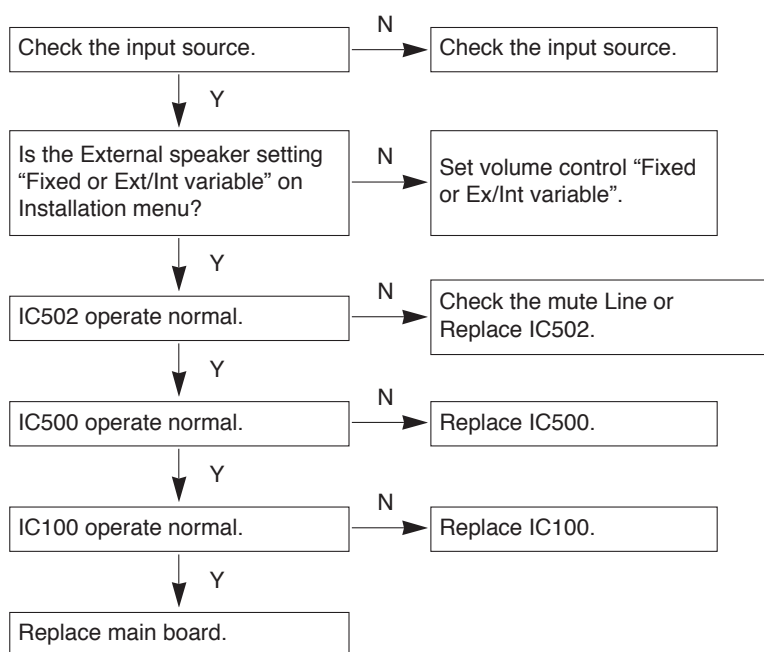 Check the input source.
N
Check the input source.
Y
Is the External speaker setting
“Fixed or Ext/Int variable” on
Installation menu?
N
Set volume control “Fixed
or Ex/Int variable”.
Y
IC502 operate normal.
N
Check the mute Line or
Replace IC502.
Y
IC500 operate normal.
N
Replace IC500.
Y
IC100 operate normal.
N
Replace IC100.
Y
Replace main board.